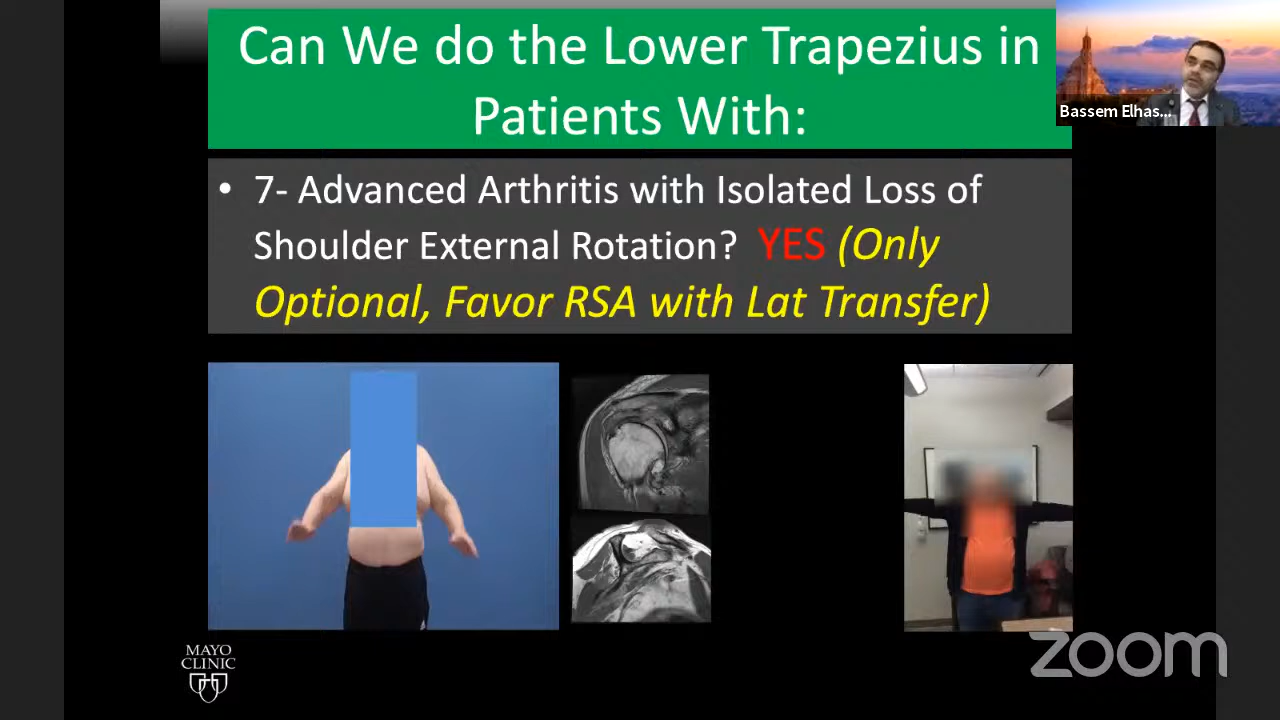 Can We do the Lower Trapezius in
Patients With:
Bassem Elhas...
• 7- Advanced Arthritis with Isolated Loss of
Shoulder External Rotation? YES (Only
Optional, Favor RSA with Lat Transfer)
MAYO
CLINIC
zoom